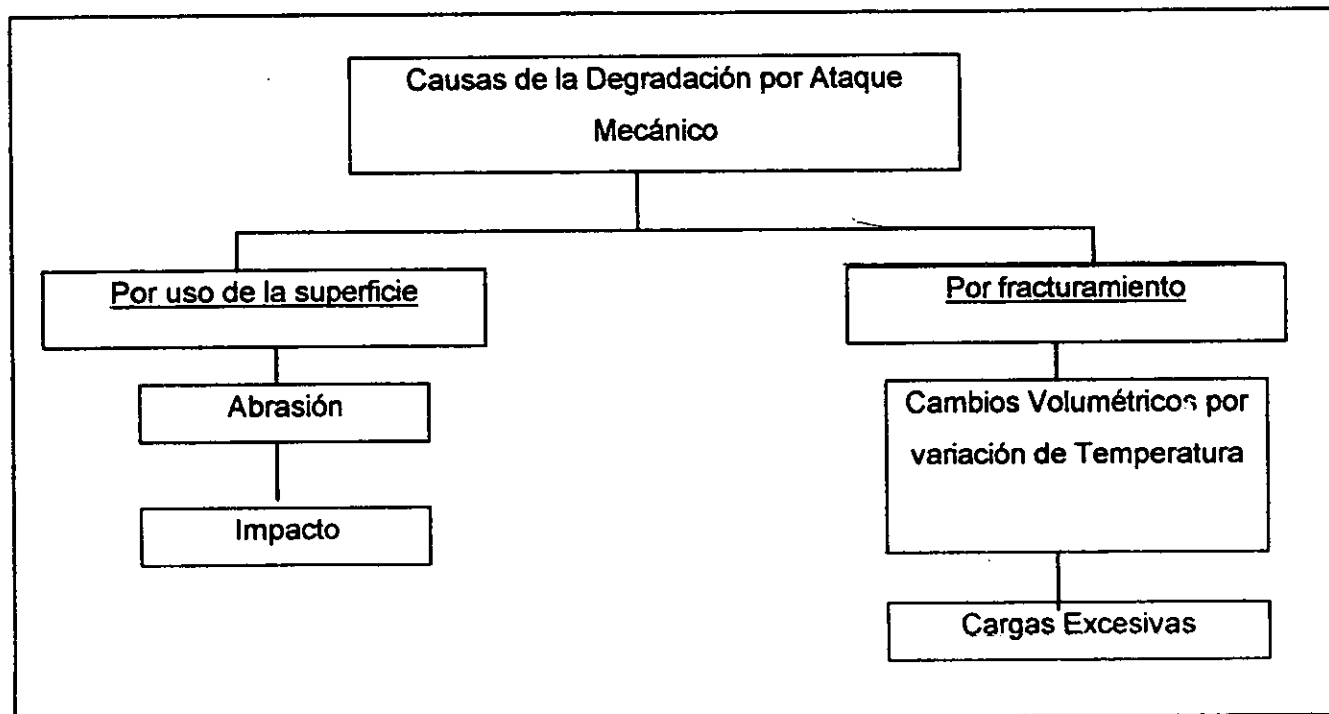 Causas de la Degradación por Ataque
Mecánico
Por uso de la superficie
Por fracturamiento
Abrasión
Cambios Volumétricos por
variación de Temperatura
Impacto
Cargas Excesivas